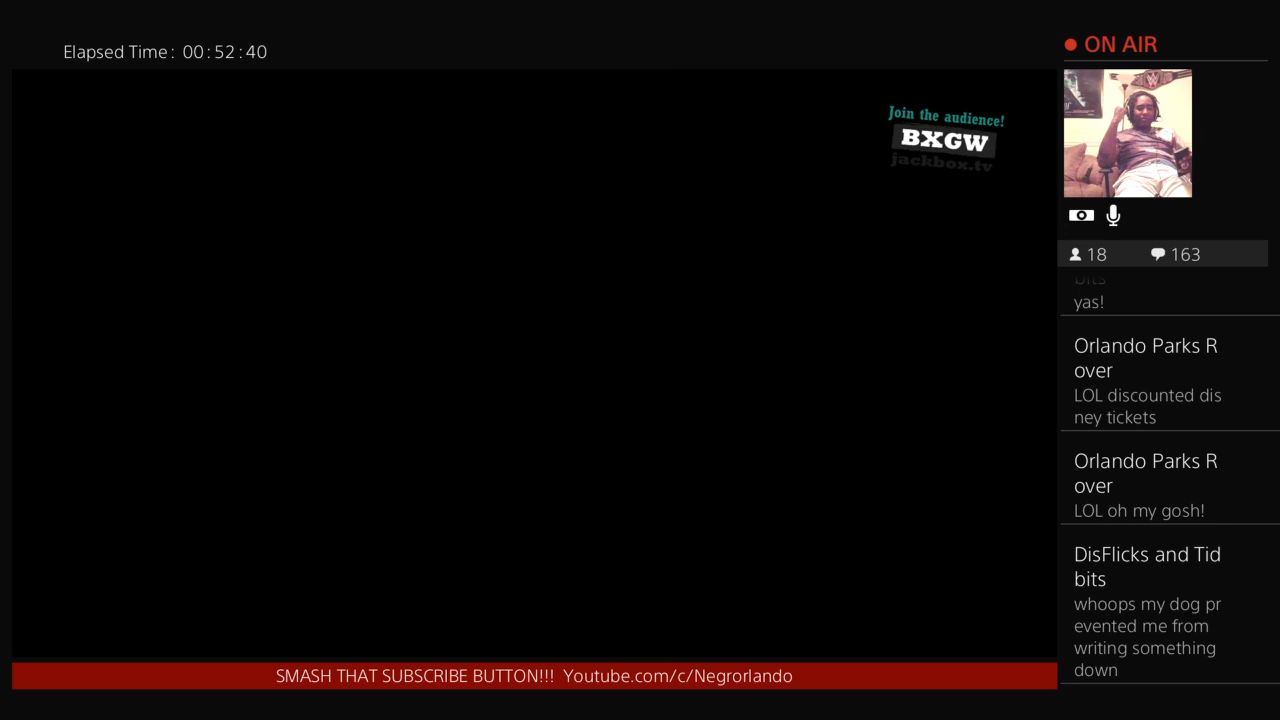 Elapsed Time: 00:52:40
ON AIR
Join the audience!
BXGW
jackbox.tv
18 163
bits
yas!
Orlando Parks R
over
LOL discounted dis
ney tickets
Orlando Parks R
over
LOL oh my gosh!
DisFlicks and Tid
bits
whoops my dog pr
evented me from
writing something
down
SMASH THAT SUBSCRIBE BUTTON!!! Youtube.com/c/Negrorlando